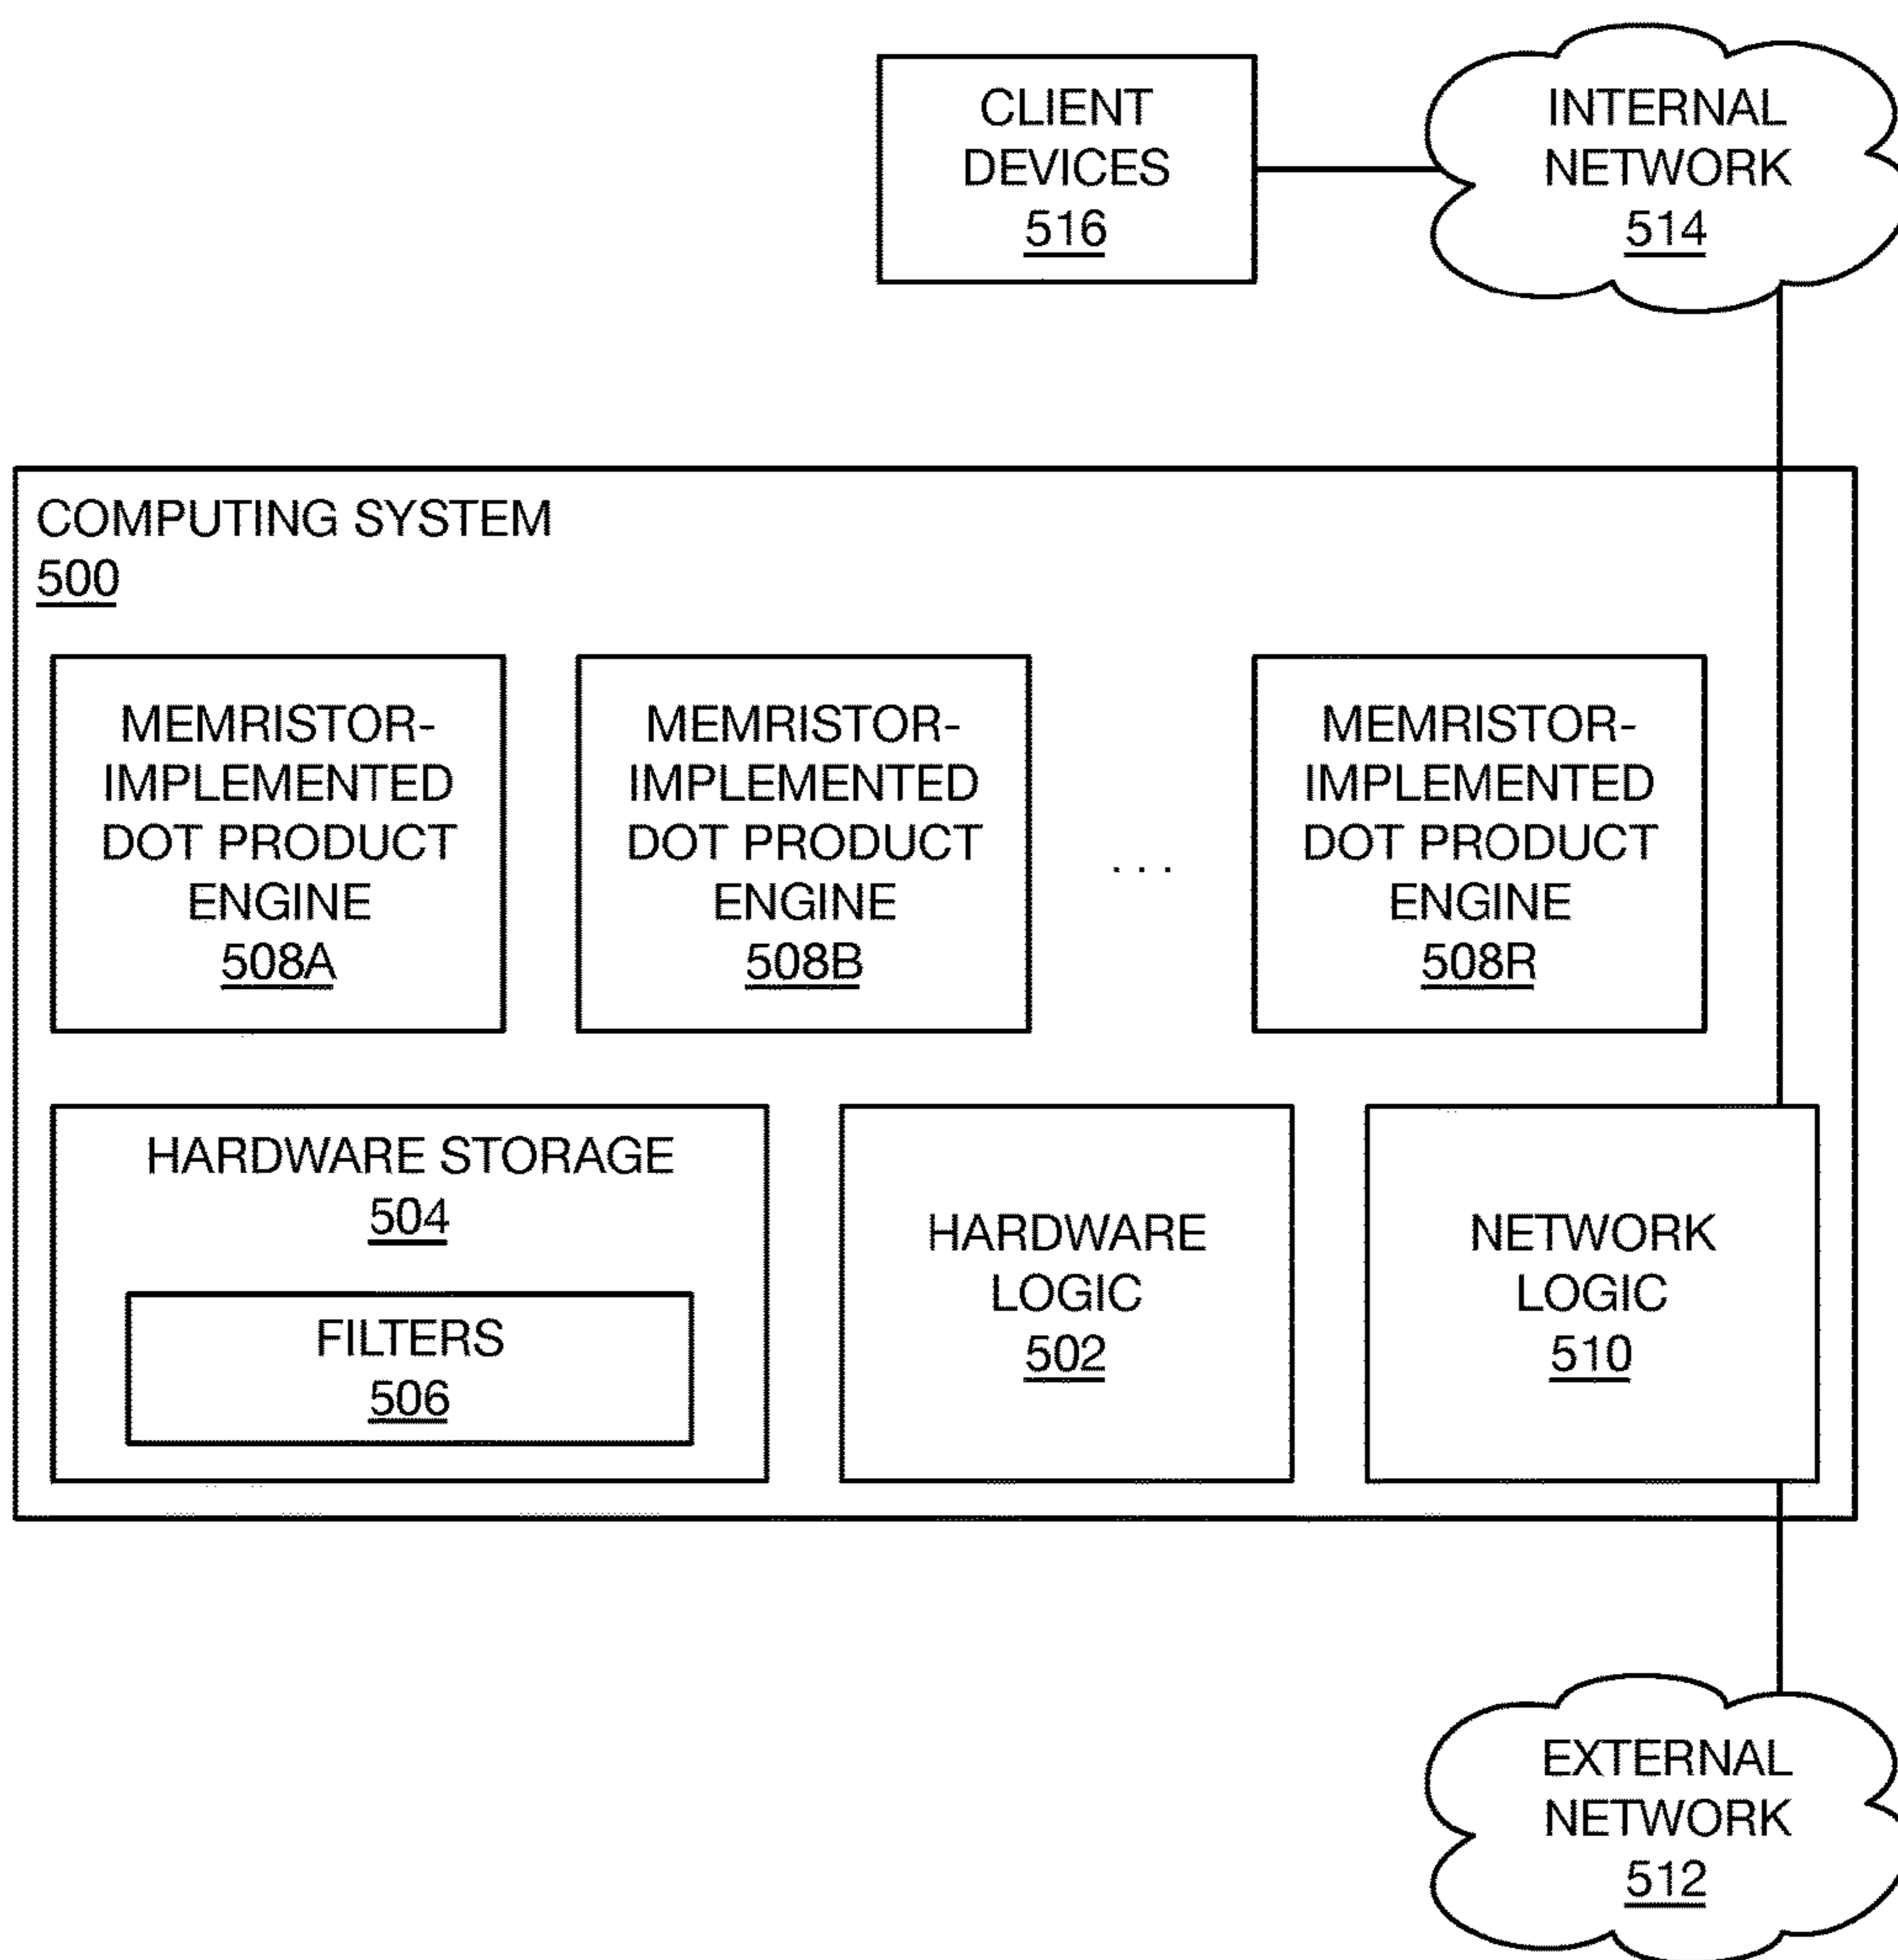 CLIENT
DEVICES
516
INTERNAL
NETWORK
514
COMPUTING SYSTEM
500
MEMRISTOR-
IMPLEMENTED
DOT PRODUCT
ENGINE
508A
MEMRISTOR-
IMPLEMENTED
DOT PRODUCT
ENGINE
508B
. . .
MEMRISTOR-
IMPLEMENTED
DOT PRODUCT
ENGINE
508R
HARDWARE STORAGE
504
FILTERS
506
HARDWARE
LOGIC
502
NETWORK
LOGIC
510
EXTERNAL
NETWORK
512